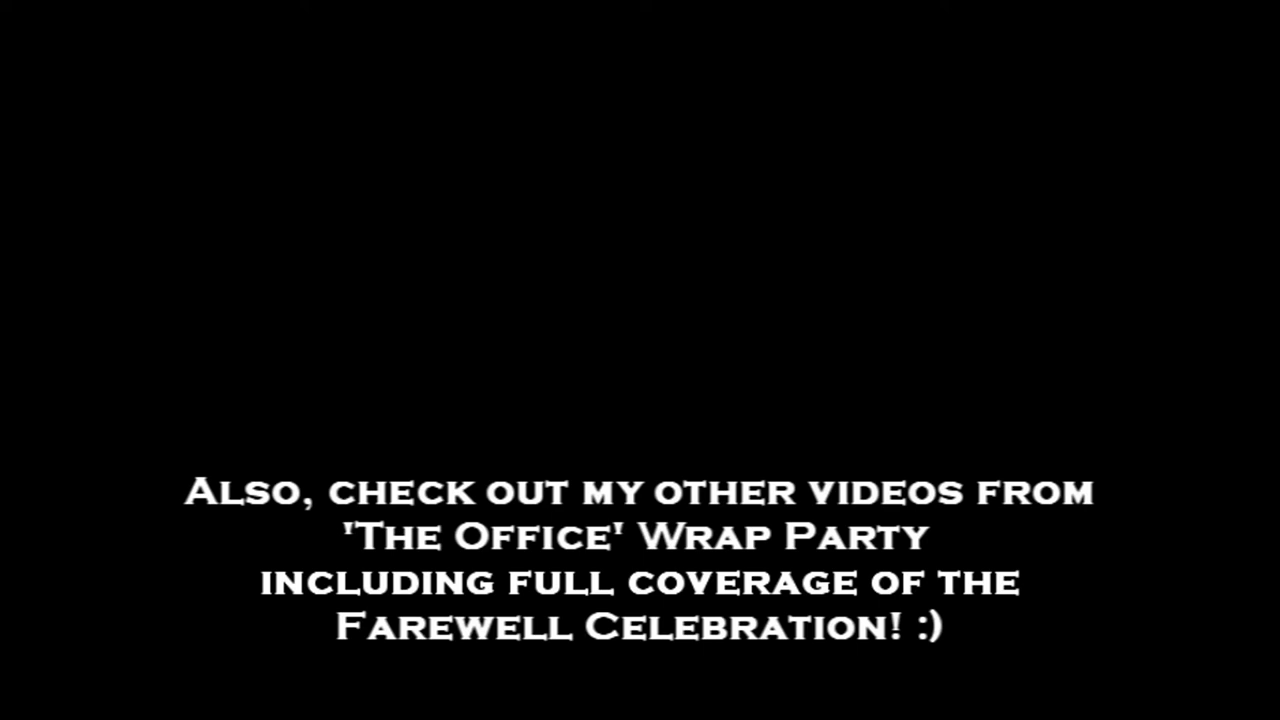 Also, check out my other videos from
'The Office' Wrap Party
including full coverage of the
Farewell Celebration! :)